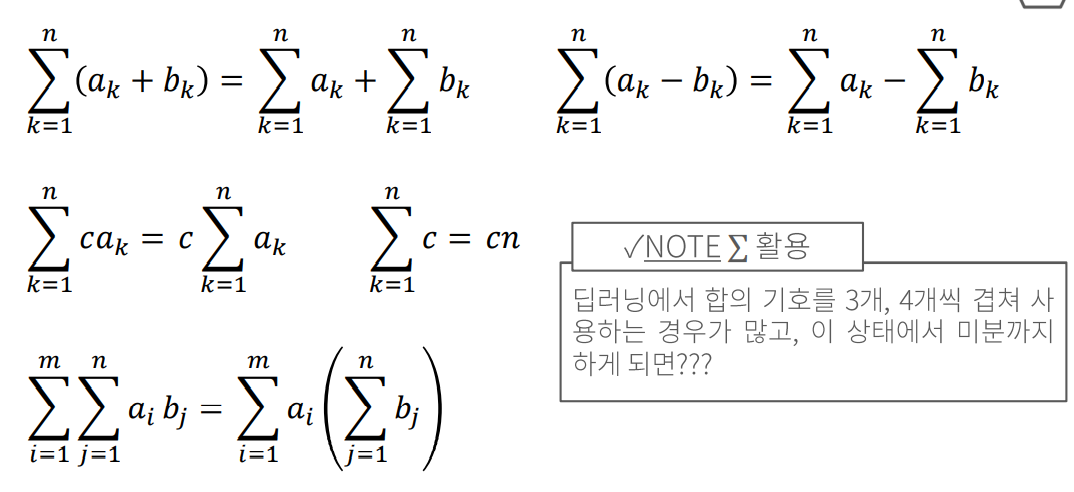 $\sum_{k=1}^{n}(a_k + b_k) = \sum_{k=1}^{n} a_k + \sum_{k=1}^{n} b_k$
$\sum_{k=1}^{n}(a_k - b_k) = \sum_{k=1}^{n} a_k - \sum_{k=1}^{n} b_k$
$\sum_{k=1}^{n} ca_k = c\sum_{k=1}^{n} a_k$
$\sum_{k=1}^{n} c = cn$
$\sum_{i=1}^{m}\sum_{j=1}^{n} a_i b_j = \sum_{i=1}^{m} a_i \left(\sum_{j=1}^{n} b_j\right)$
✓NOTE ∑ 활용
딥러닝에서 합의 기호를 3개, 4개씩 겹쳐 사
용하는 경우가 많고, 이 상태에서 미분까지
하게 되면???